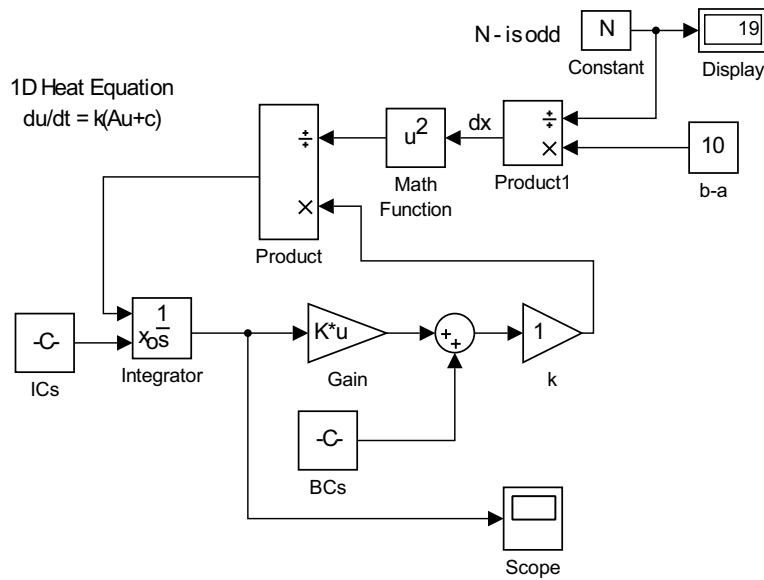 N - is odd
N
Constant
19
Display
1D Heat Equation
du/dt = k(Au+c)
÷
×
Product
u²
Math
Function
dx
÷
×
Product1
10
b-a
-C-
ICs
xo 1/s
Integrator
K*u
Gain
+
+
1
k
-C-
BCs
Scope